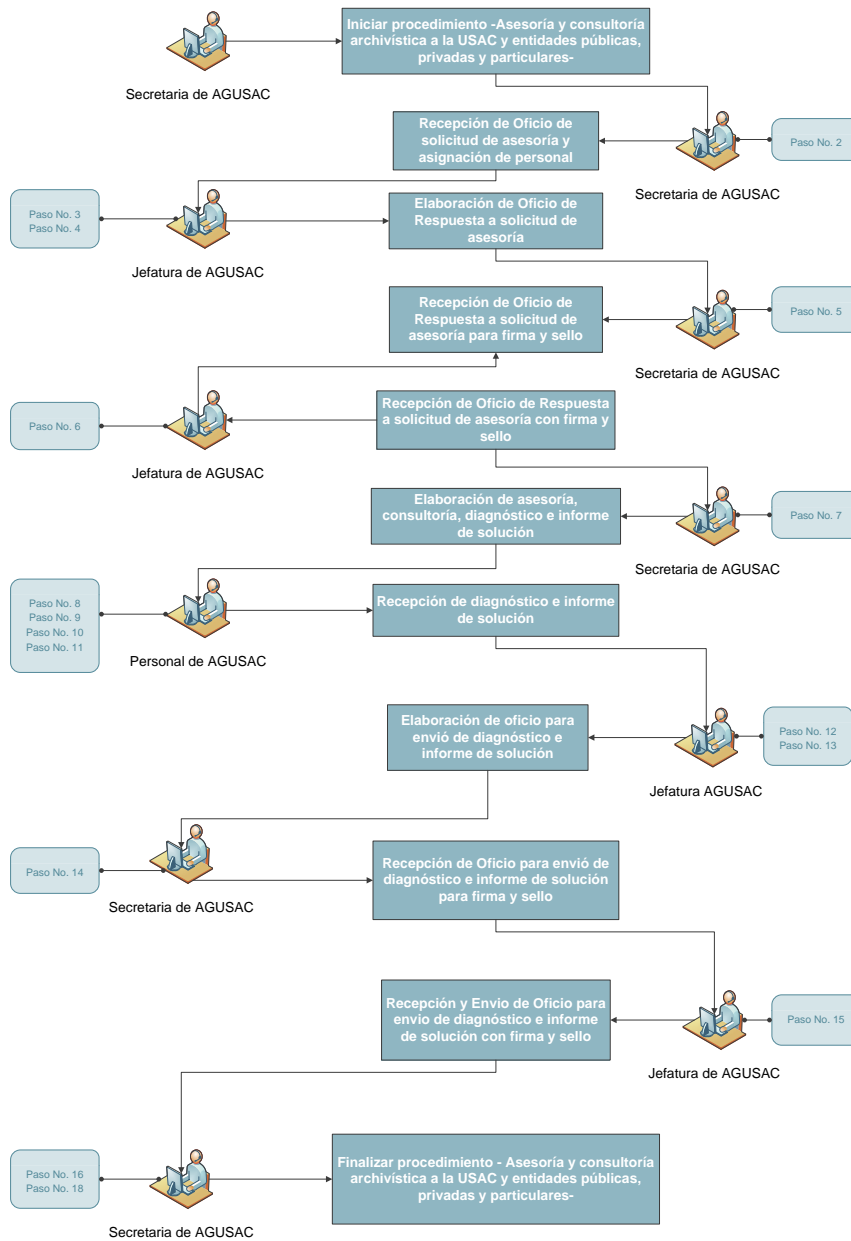 Iniciar procedimiento -Asesoría y consultoría
archivística a la USAC y entidades públicas,
privadas y particulares-
Secretaria de AGUSAC
Recepción de Oficio de
solicitud de asesoría y
asignación de personal
Paso No. 2
Secretaria de AGUSAC
Paso No. 3
Paso No. 4
Elaboración de Oficio de
Respuesta a solicitud de
asesoría
Jefatura de AGUSAC
Recepción de Oficio de
Respuesta a solicitud de
asesoría para firma y sello
Paso No. 5
Secretaria de AGUSAC
Paso No. 6
Recepción de Oficio de Respuesta
a solicitud de asesoría con firma y
sello
Jefatura de AGUSAC
Elaboración de asesoría,
consultoría, diagnóstico e informe
de solución
Paso No. 7
Secretaria de AGUSAC
Paso No. 8
Paso No. 9
Paso No. 10
Paso No. 11
Recepción de diagnóstico e informe
de solución
Personal de AGUSAC
Elaboración de oficio para
envió de diagnóstico e
informe de solución
Paso No. 12
Paso No. 13
Jefatura AGUSAC
Paso No. 14
Recepción de Oficio para envió de
diagnóstico e informe de solución
para firma y sello
Secretaria de AGUSAC
Recepción y Envio de Oficio para
envio de diagnóstico e informe
de solución con firma y sello
Paso No. 15
Jefatura de AGUSAC
Paso No. 16
Paso No. 18
Finalizar procedimiento - Asesoría y consultoría
archivística a la USAC y entidades públicas,
privadas y particulares-
Secretaria de AGUSAC